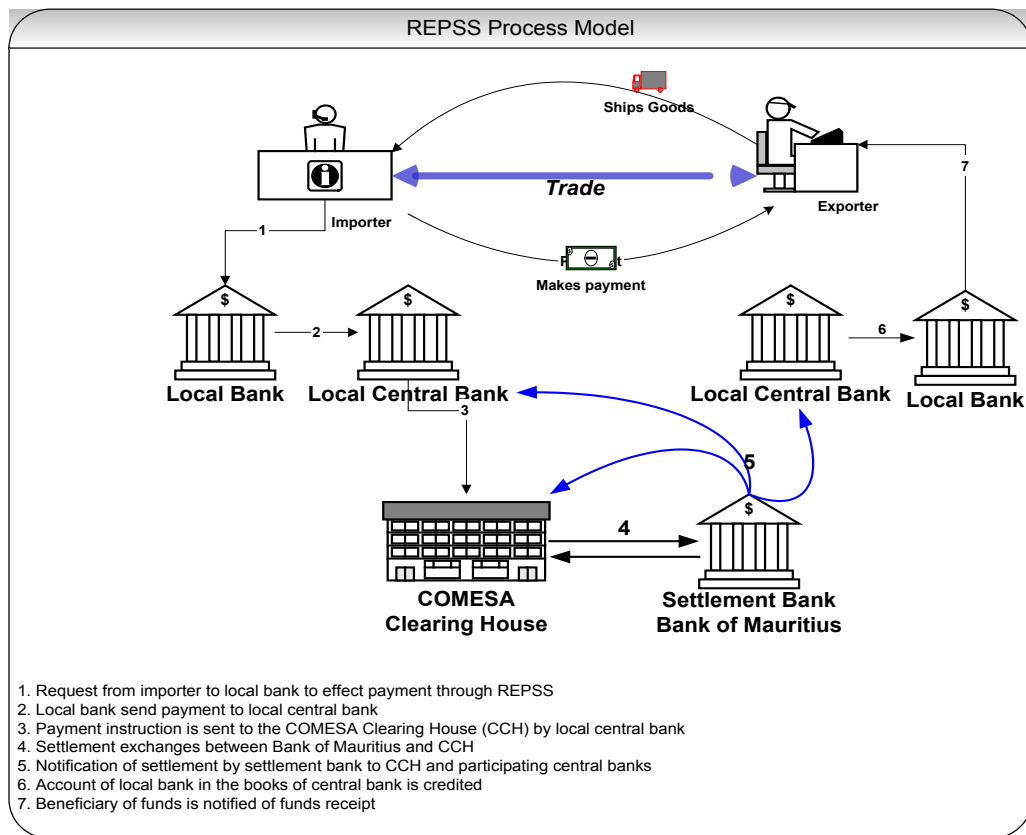 REPSS Process Model
Ships Goods
Trade
Importer
Exporter
1
7
Makes payment
$
$
$
$
2
6
Local Bank
Local Central Bank
Local Central Bank
Local Bank
3
5
$
4
COMESA
Clearing House
Settlement Bank
Bank of Mauritius
1. Request from importer to local bank to effect payment through REPSS
2. Local bank send payment to local central bank
3. Payment instruction is sent to the COMESA Clearing House (CCH) by local central bank
4. Settlement exchanges between Bank of Mauritius and CCH
5. Notification of settlement by settlement bank to CCH and participating central banks
6. Account of local bank in the books of central bank is credited
7. Beneficiary of funds is notified of funds receipt